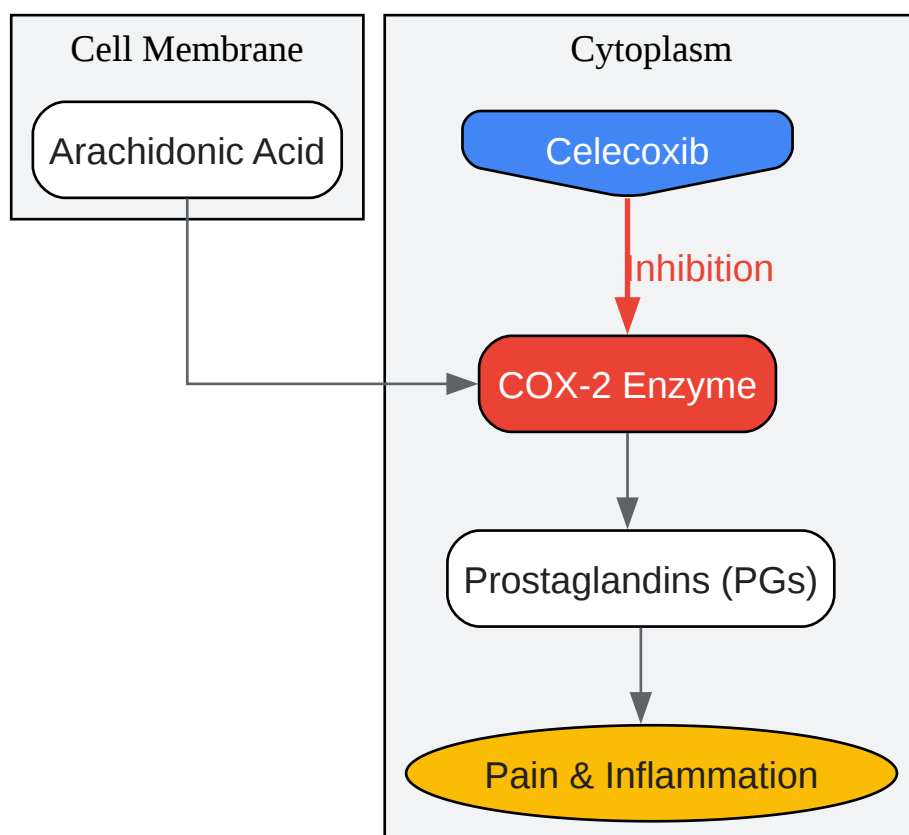 Cell Membrane
Arachidonic Acid
Cytoplasm
Celecoxib
Inhibition
COX-2 Enzyme
Prostaglandins (PGs)
Pain & Inflammation